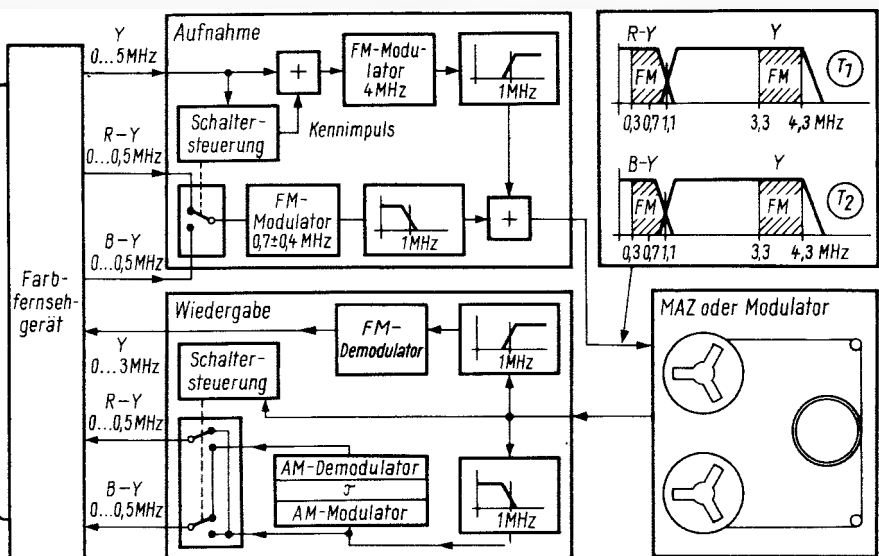 Farb-
fernseh-
gerät
Y
0...5MHz
R-Y
0...0,5MHz
B-Y
0...0,5MHz
Y
0...3MHz
R-Y
0...0,5MHz
B-Y
0...0,5MHz
Aufnahme
+
FM-Modu-
lator
4MHz
1MHz
Schalter-
steuerung
Kennimpuls
FM-
Modulator
0,7±0,4 MHz
1MHz
+
Wiedergabe
FM-
Demodulator
1MHz
Schalter-
steuerung
AM-Demodulator
τ
AM-Modulator
1MHz
R-Y
Y
FM
FM
T1
0,3 0,7 1,1
3,3
4,3 MHz
B-Y
Y
FM
FM
T2
0,3 0,7 1,1
3,3
4,3 MHz
MAZ oder Modulator